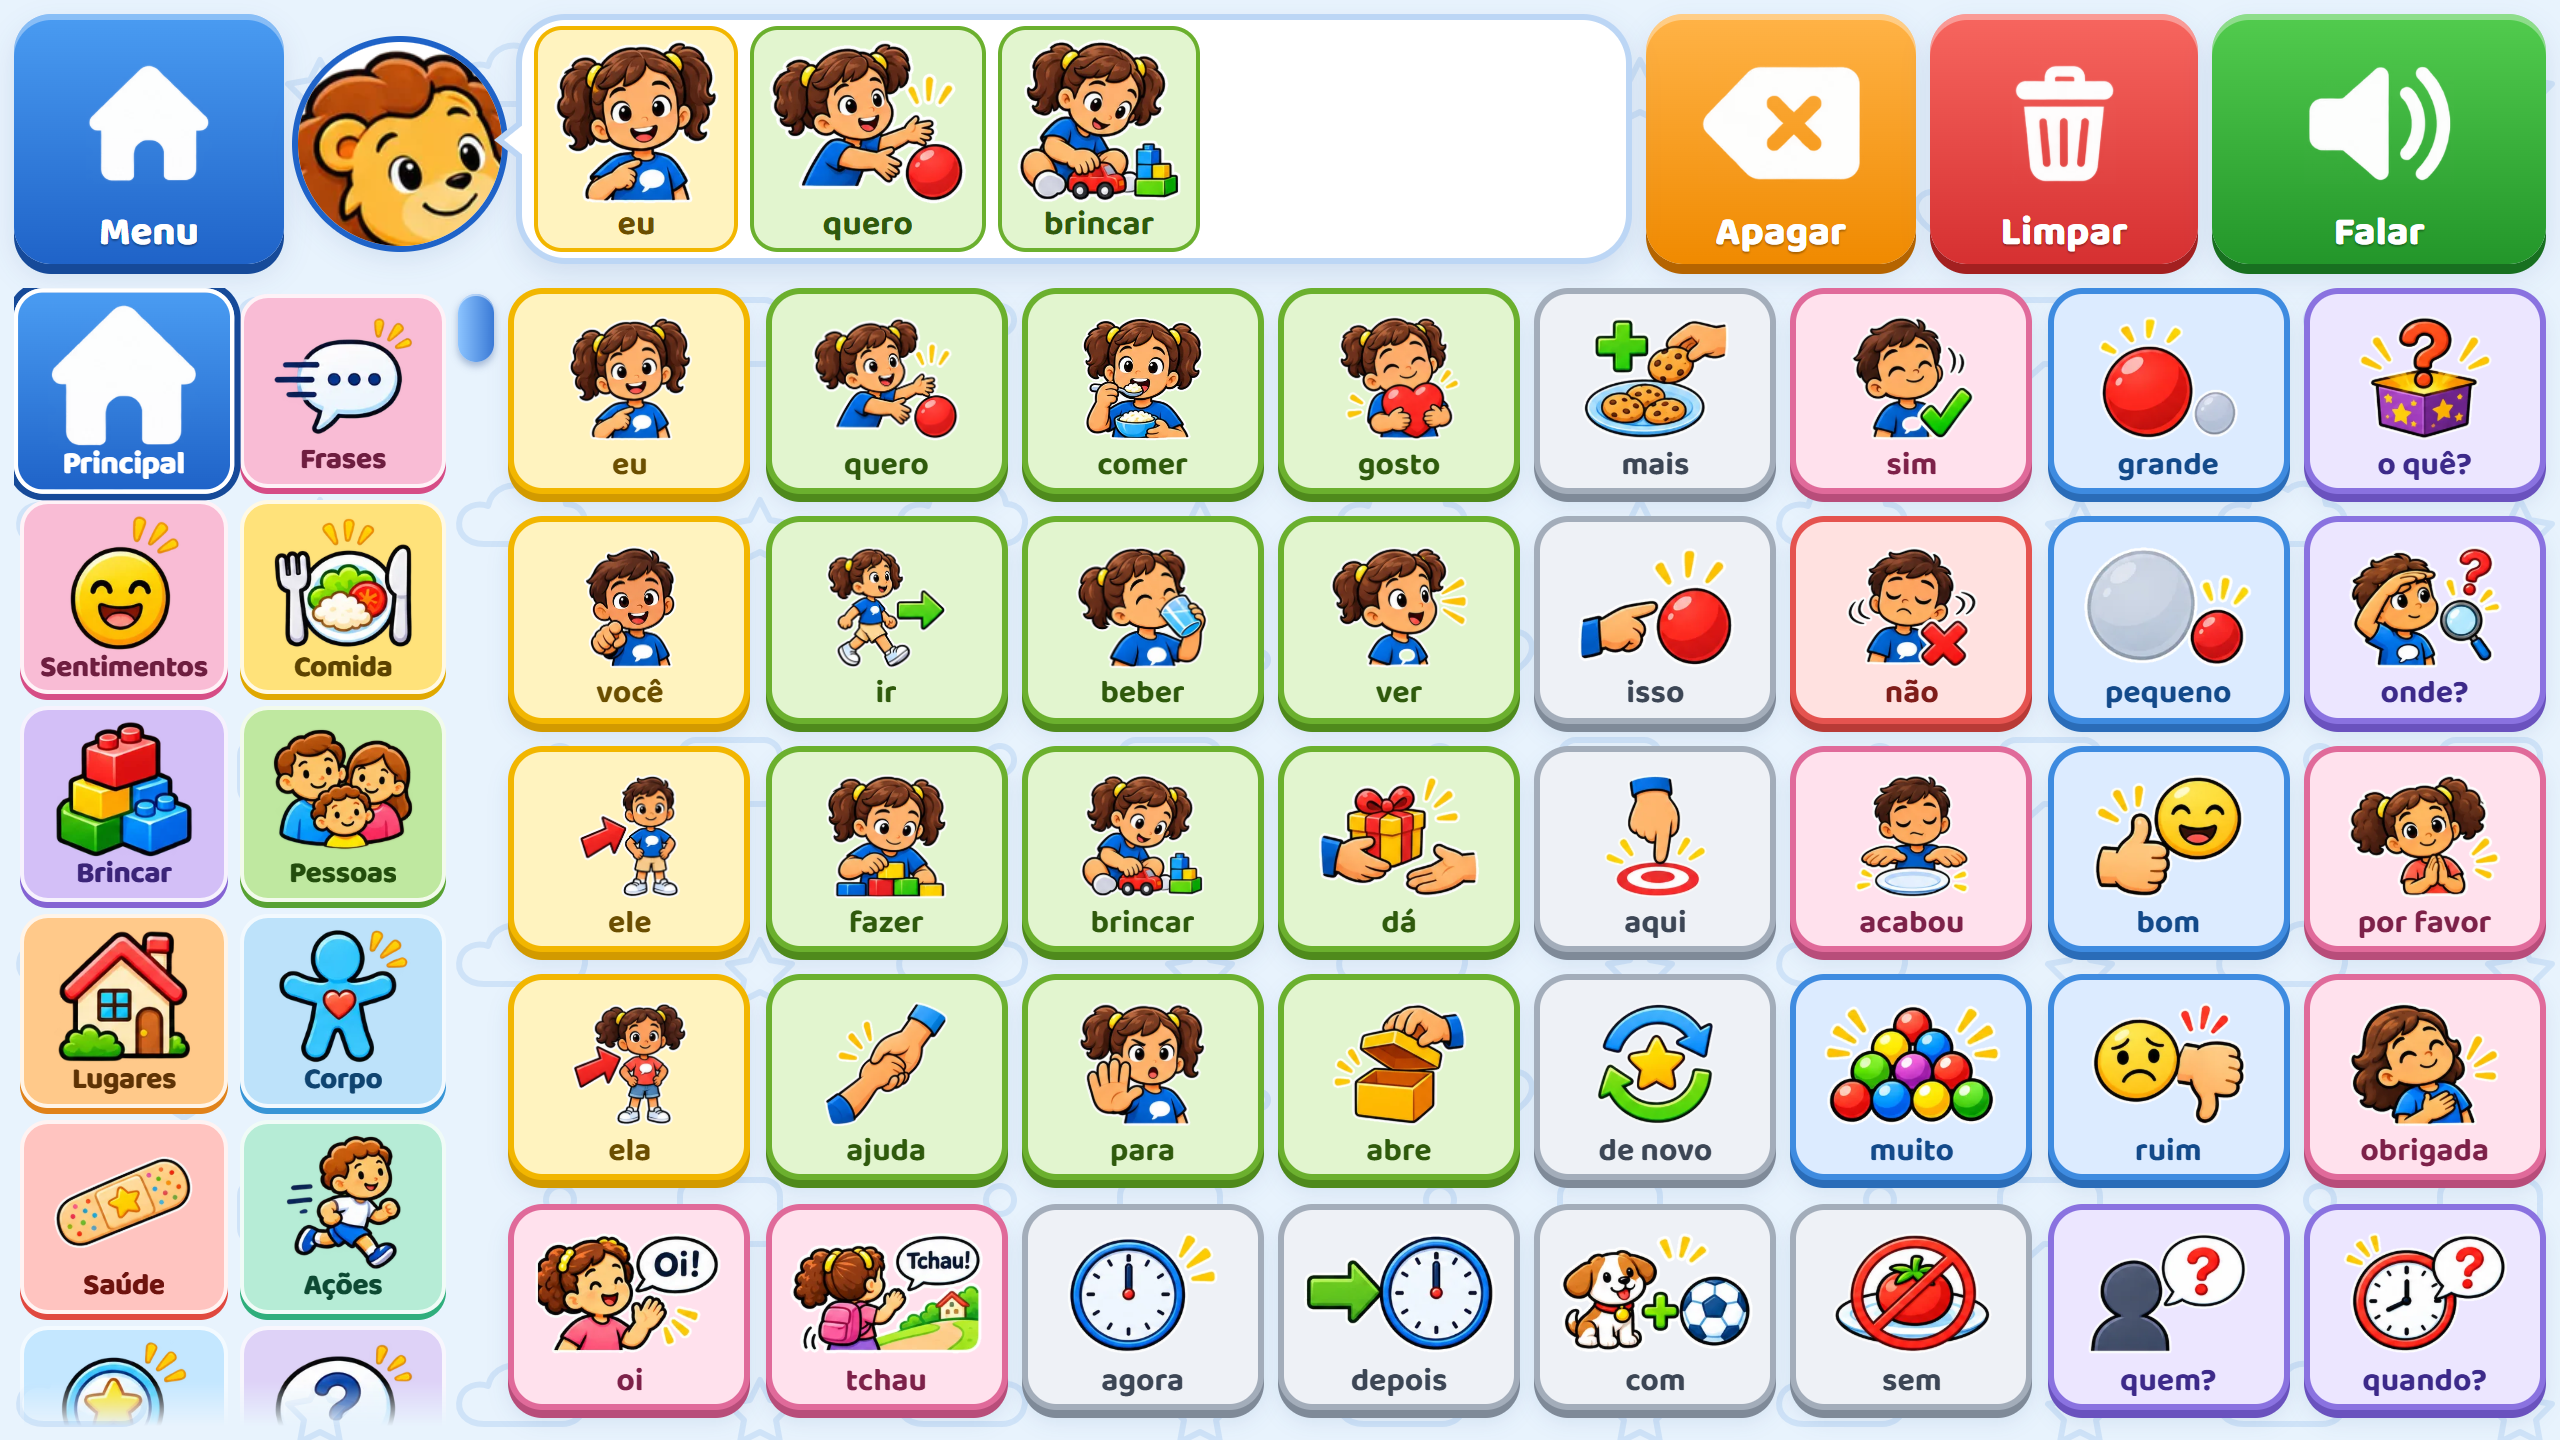 Menu
eu
quero
brincar
Apagar
Limpar
Falar
Principal
Frases
Sentimentos
Comida
Brincar
Pessoas
Lugares
Corpo
Saúde
Ações
eu
quero
comer
gosto
mais
sim
grande
o quê?
você
ir
beber
ver
isso
não
pequeno
onde?
ele
fazer
brincar
dá
aqui
acabou
bom
por favor
ela
ajuda
para
abre
de novo
muito
ruim
obrigada
Oi!
oi
Tchau!
tchau
agora
depois
com
sem
quem?
quando?